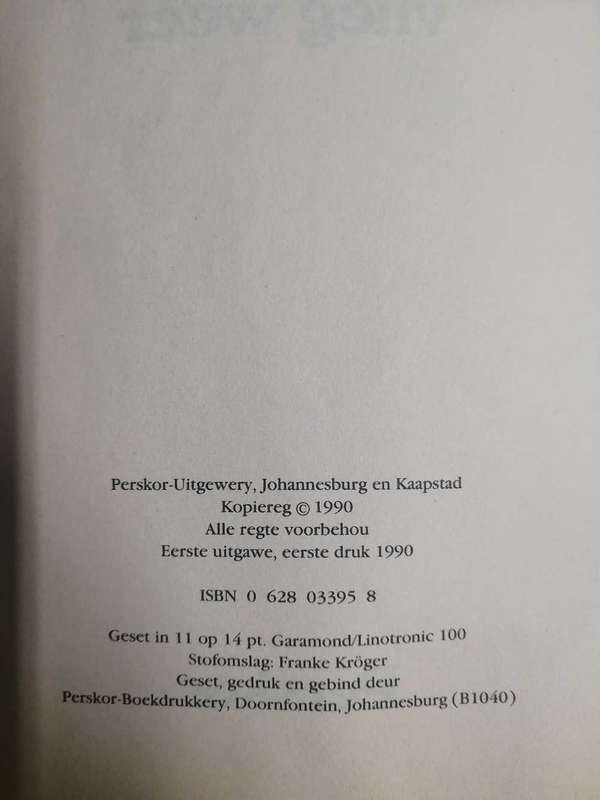 Perskor-Uitgewery, Johannesburg en Kaapstad
Kopiereg © 1990
Alle regte voorbehou
Eerste uitgawe, eerste druk 1990
ISBN 0 628 03395 8
Geset in 11 op 14 pt. Garamond/Linotronic 100
Stofomslag: Franke Kröger
Geset, gedruk en gebind deur
Perskor-Boekdrukkery, Doornfontein, Johannesburg (B1040)